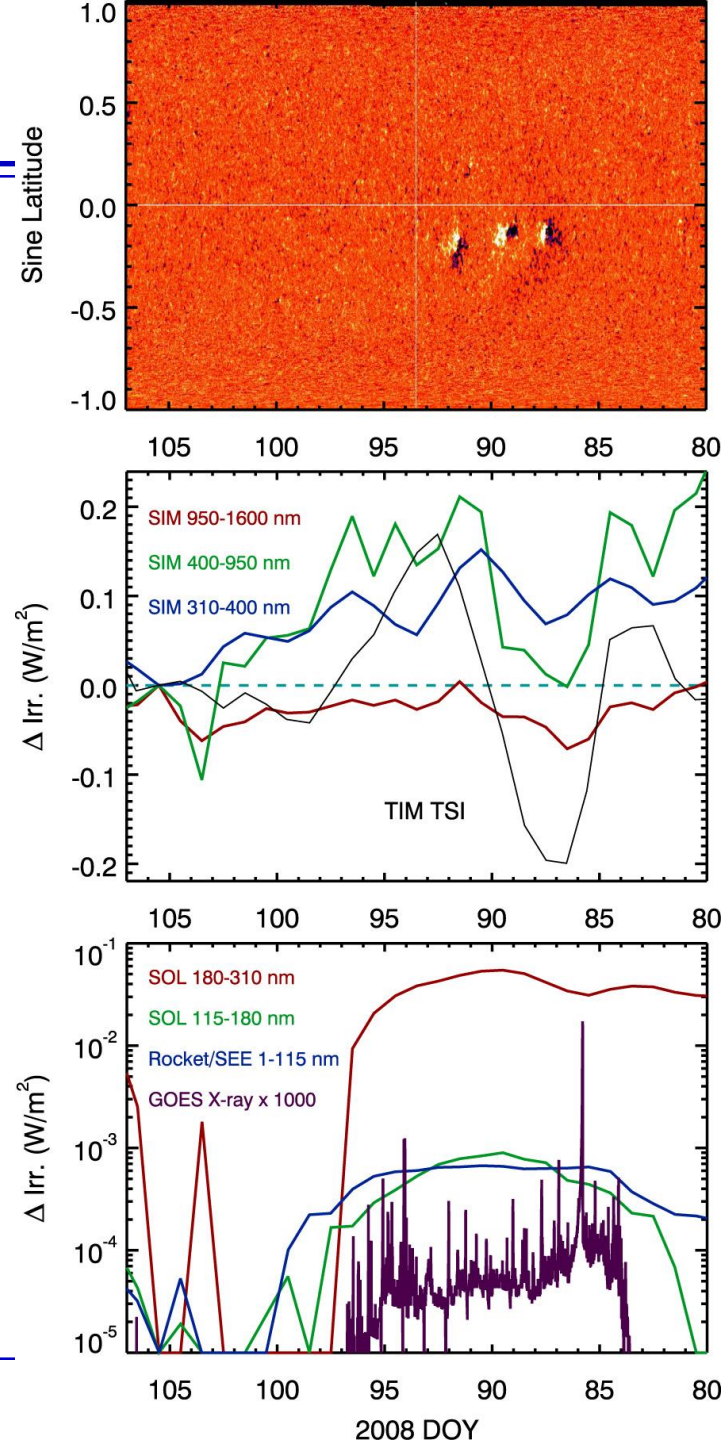 1.0
0.5
0.0
-0.5
-1.0
Sine Latitude
105 100 95 90 85 80
0.2
0.1
0.0
-0.1
-0.2
Δ Irr. (W/m²)
SIM 950-1600 nm
SIM 400-950 nm
SIM 310-400 nm
TIM TSI
105 100 95 90 85 80
10⁻¹
10⁻²
10⁻³
10⁻⁴
10⁻⁵
Δ Irr. (W/m²)
SOL 180-310 nm
SOL 115-180 nm
Rocket/SEE 1-115 nm
GOES X-ray x 1000
105 100 95 90 85 80
2008 DOY